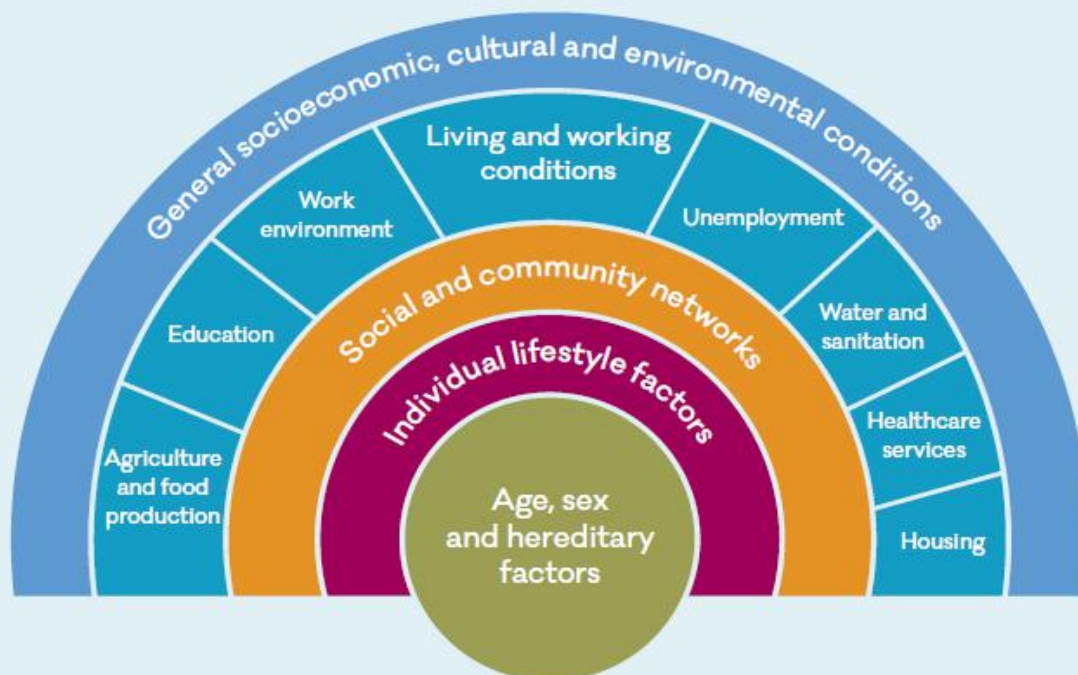 General socioeconomic, cultural and environmental conditions
Living and working
conditions
Work
environment
Unemployment
Education
Water and
sanitation
Agriculture
and food
production
Healthcare
services
Housing
Social and community networks
Individual lifestyle factors
Age, sex
and hereditary
factors